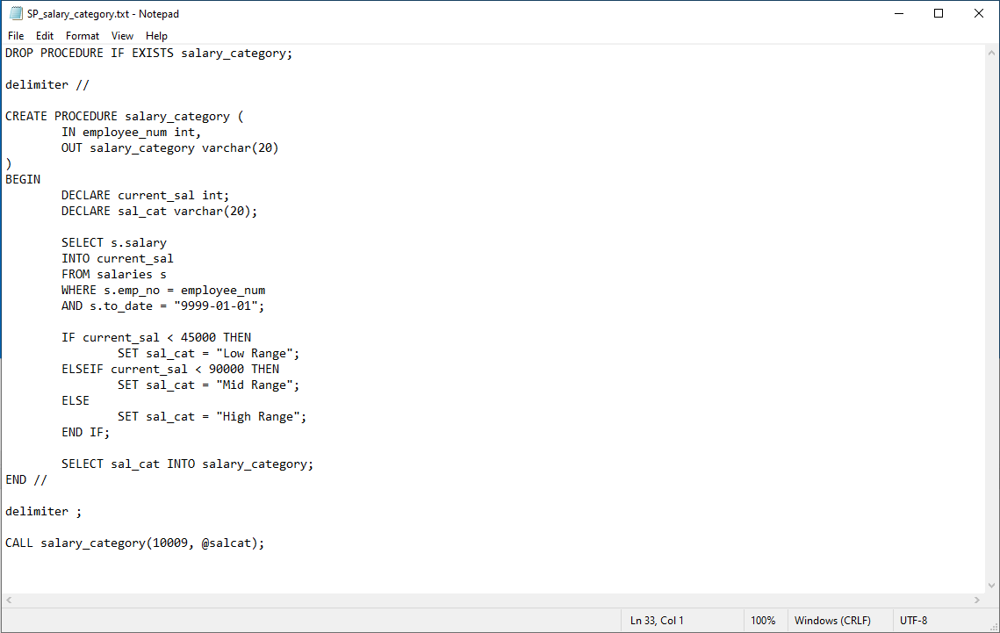 SP_salary_category.txt - Notepad
File Edit Format View Help
DROP PROCEDURE IF EXISTS salary_category;
delimiter //
CREATE PROCEDURE salary_category (
IN employee_num int,
OUT salary_category varchar(20)
)
BEGIN
DECLARE current_sal int;
DECLARE sal_cat varchar(20);
SELECT s.salary
INTO current_sal
FROM salaries s
WHERE s.emp_no = employee_num
AND s.to_date = "9999-01-01";
IF current_sal < 45000 THEN
SET sal_cat = "Low Range";
ELSEIF current_sal < 90000 THEN
SET sal_cat = "Mid Range";
ELSE
SET sal_cat = "High Range";
END IF;
SELECT sal_cat INTO salary_category;
END //
delimiter ;
CALL salary_category(10009, @salcat);
Ln 33, Col 1 100% Windows (CRLF) UTF-8